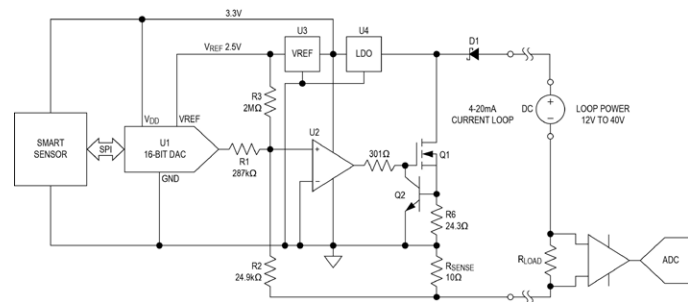 3.3V
U3
U4
D1
VREF 2.5V
VREF
LDO
R3
2MΩ
VDD
VREF
SMART
SENSOR
SPI
U1
16-BIT DAC
GND
R1
287kΩ
U2
+
−
301Ω
Q1
Q2
4-20mA
CURRENT LOOP
DC
+
−
LOOP POWER
12V TO 40V
R6
24.3Ω
R2
24.9kΩ
RSENSE
10Ω
RLOAD
ADC